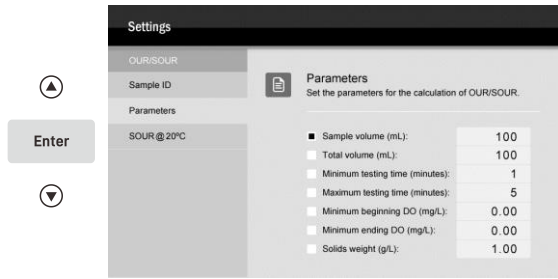 Settings
OUR/SOUR
Sample ID
Parameters
SOUR @ 20ºC
Enter
Parameters
Set the parameters for the calculation of OUR/SOUR.
Sample volume (mL): 100
Total volume (mL): 100
Minimum testing time (minutes): 1
Maximum testing time (minutes): 5
Minimum beginning DO (mg/L): 0.00
Minimum ending DO (mg/L): 0.00
Solids weight (g/L): 1.00